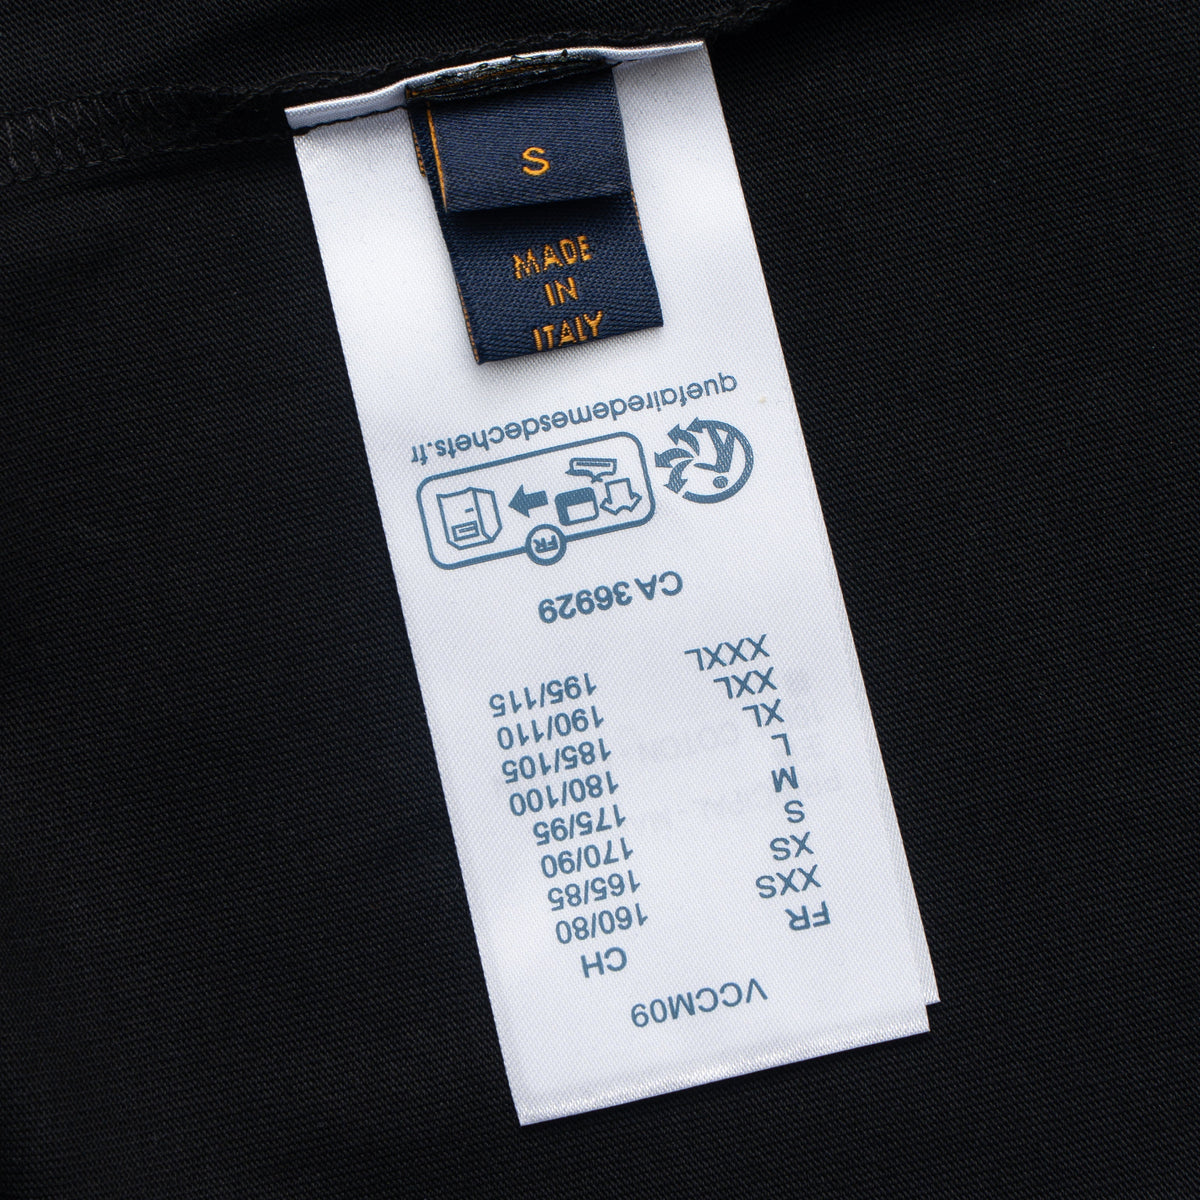 S
MADE
IN
ITALY
VCCM09
FR CH
XXS 160/80
XS 165/85
S 170/90
M 175/95
L 180/100
XL 185/105
XXL 190/110
XXXL 195/115
CA 36929
FR
quefairedemesdechets.fr